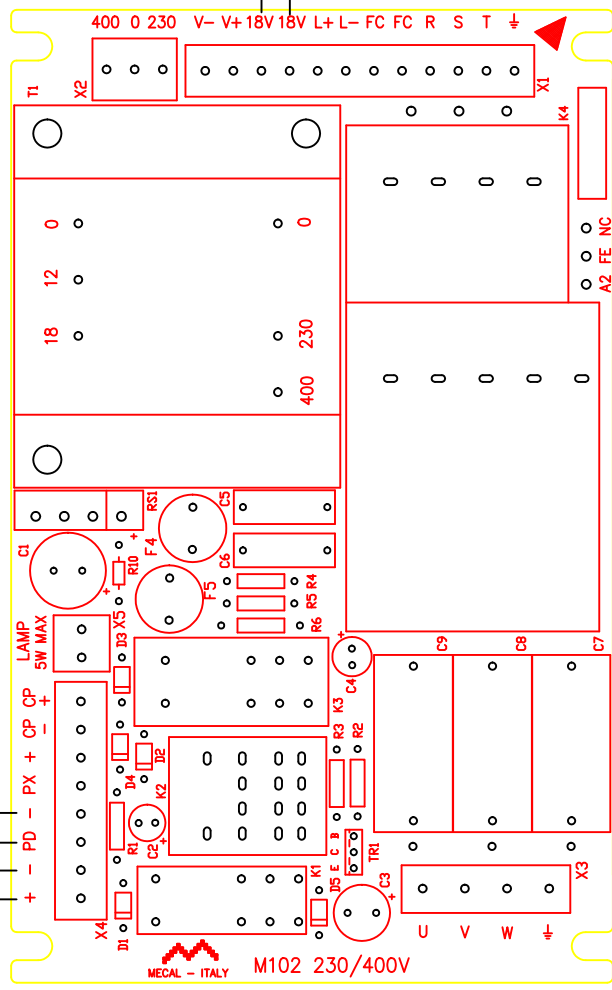 400 0 230 V- V+ 18V 18V L+ L- FC FC R S T
X2
X1
T1
K4
0 0
12
18 230
400
NC
FE
A2
RS1
C5
C1
F4
C6
+
R10
+
F5
R4
R5
R6
X5
LAMP
5W MAX
D3
+
C4
C9 C8 C7
CP +
CP -
PX +
PD -
-
+
K3
R3 R2
D2
D4
K2
R1
C2
+
B
C
E
TR1
K1
D5
C3
+
X3
X4
D1
U V W
MECAL - ITALY
M102 230/400V